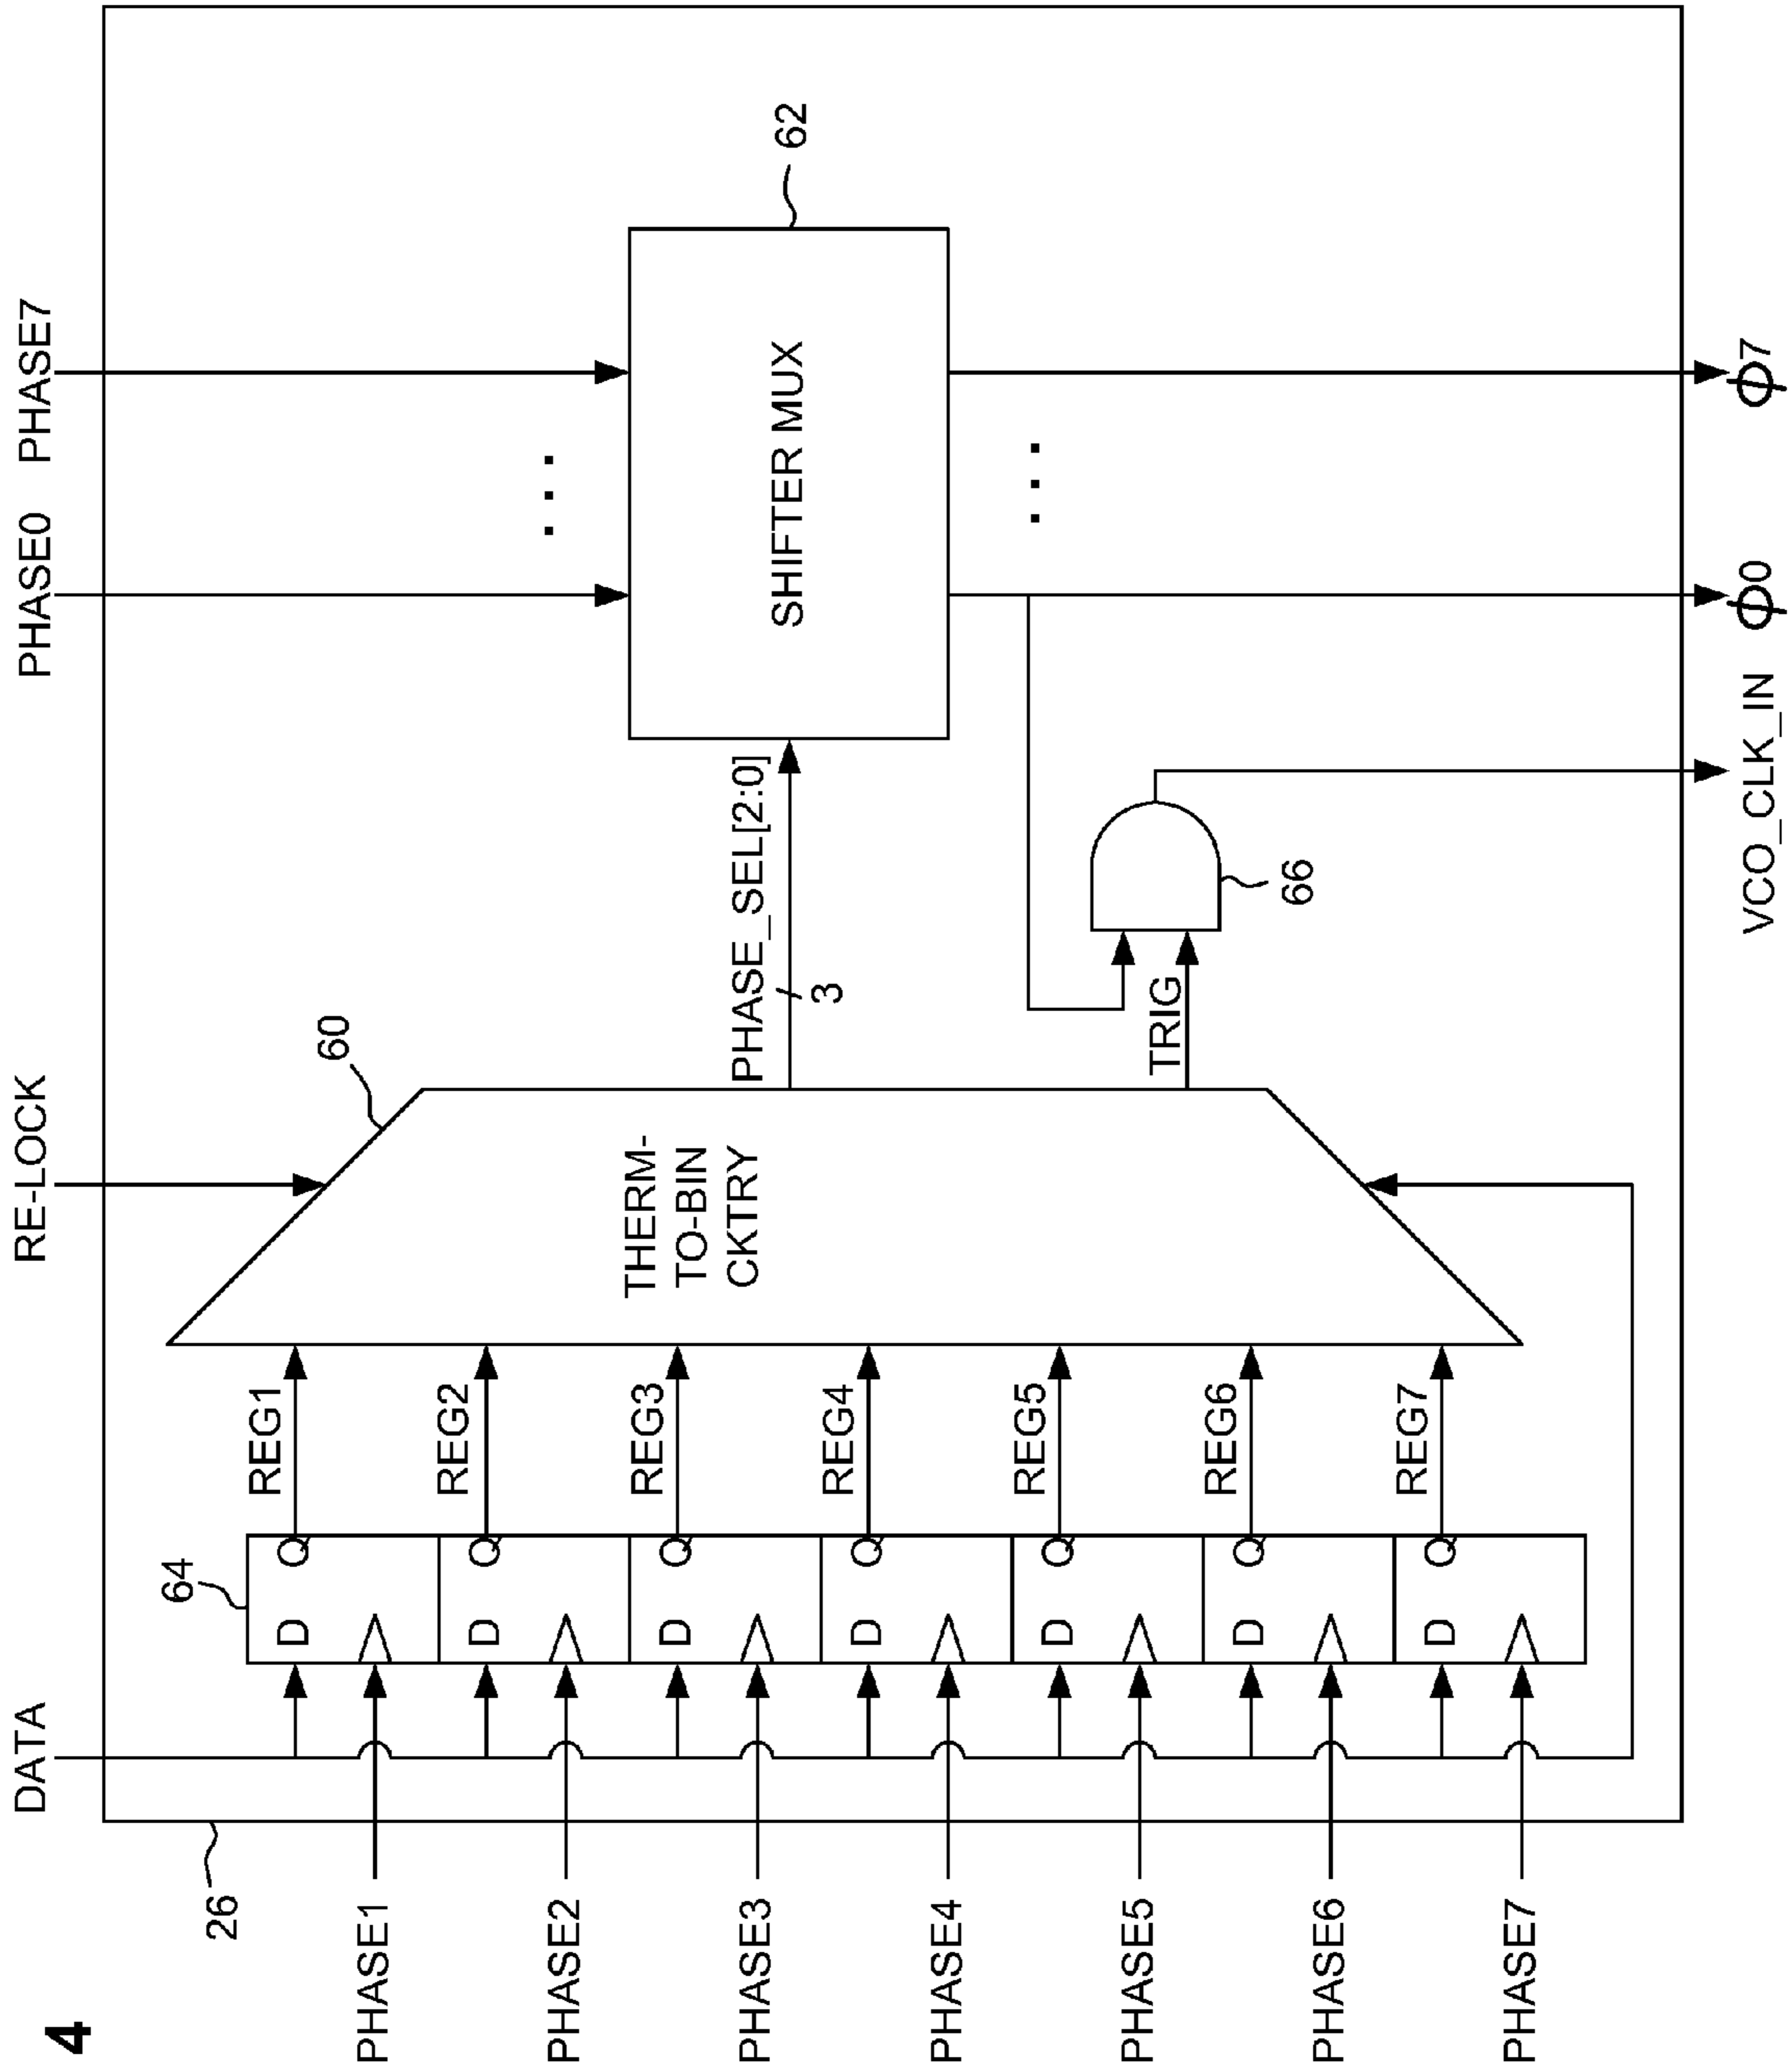 4
DATA
RE-LOCK
PHASE0
PHASE7
26
64
60
62
66
PHASE1
PHASE2
PHASE3
PHASE4
PHASE5
PHASE6
PHASE7
D
Q
D
Q
D
Q
D
Q
D
Q
D
Q
D
Q
REG1
REG2
REG3
REG4
REG5
REG6
REG7
THERM-
TO-BIN
CKTRY
PHASE_SEL[2:0]
3
TRIG
SHIFTER MUX
. . .
. . .
VCO_CLK_IN
ϕ0
ϕ7